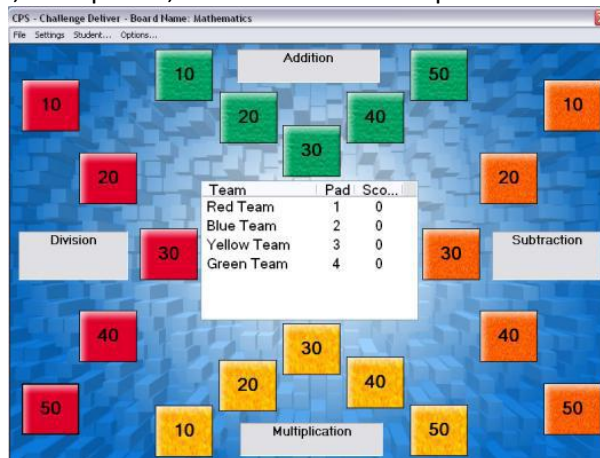 CPS - Challenge Deliver - Board Name: Mathematics
File Settings Student... Options...
Addition
10 50
10 10
20 40
30
20 20
Team Pad Sco...
Red Team 1 0
Blue Team 2 0
Yellow Team 3 0
Green Team 4 0
Division
30
30
Subtraction
40 40
30
20 40
50 50
10 50
Multiplication